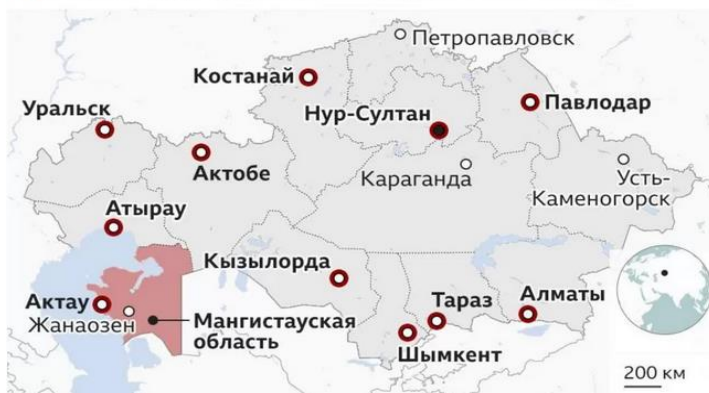 Петропавловск
Костанай
Нур-Султан
Павлодар
Уральск
Актобе
Караганда
Усть-
Каменогорск
Атырау
Кызылорда
Актау
Жанаозен
Мангистауская
область
Тараз
Алматы
Шымкент
200 км